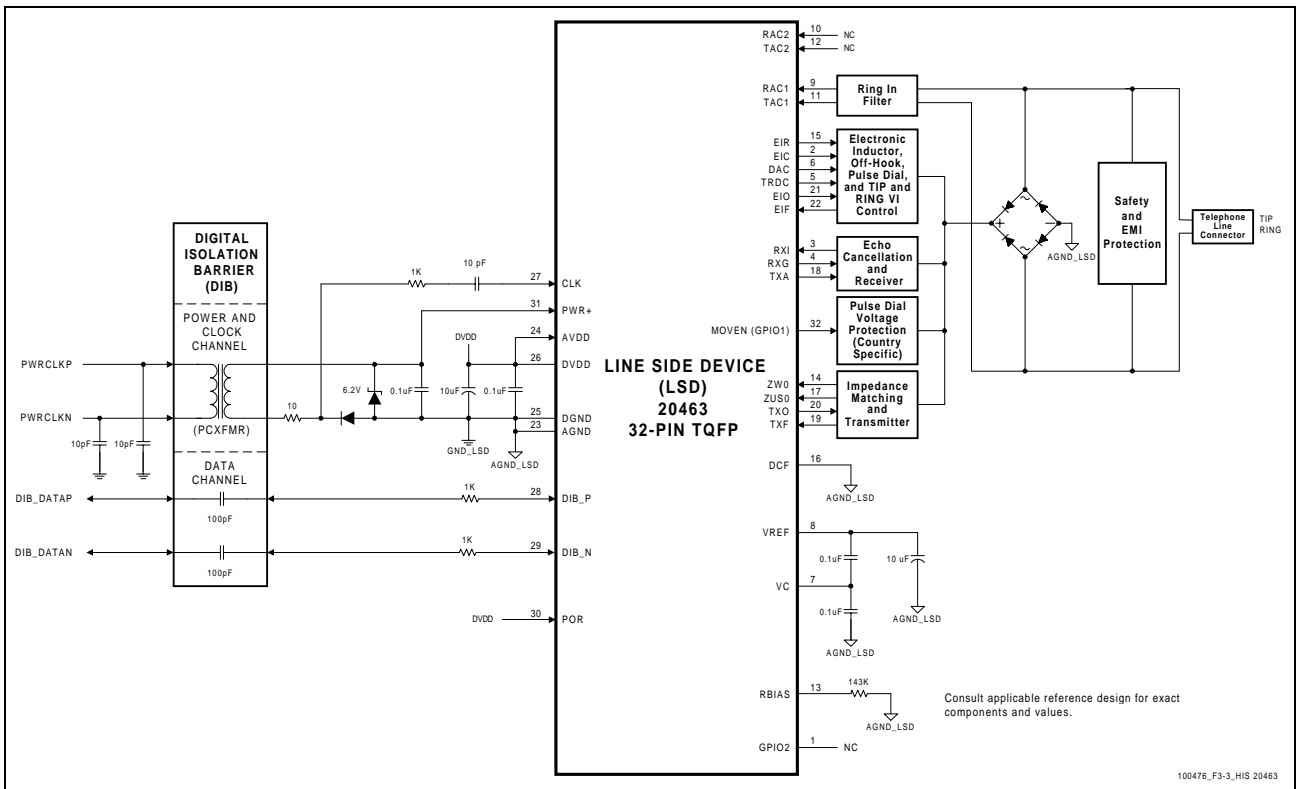 RAC2
10
NC
TAC2
12
NC
RAC1
9
TAC1
11
Ring In
Filter
EIR
15
EIC
2
DAC
6
TRDC
5
EIO
21
EIF
22
Electronic
Inductor,
Off-Hook,
Pulse Dial,
and TIP and
RING VI
Control
RXI
3
RXG
4
TXA
18
Echo
Cancellation
and
Receiver
MOVEN (GPIO1)
32
Pulse Dial
Voltage
Protection
(Country
Specific)
ZW0
14
ZUS0
17
TXO
20
TXF
19
Impedance
Matching
and
Transmitter
~
+
−
~
AGND_LSD
Safety
and
EMI
Protection
Telephone
Line
Connector
TIP
RING
DCF
16
AGND_LSD
VREF
8
0.1uF
10 uF
VC
7
0.1uF
AGND_LSD
AGND_LSD
RBIAS
13
143K
AGND_LSD
GPIO2
1
NC
Consult applicable reference design for exact
components and values.
LINE SIDE DEVICE
(LSD)
20463
32-PIN TQFP
DIGITAL
ISOLATION
BARRIER
(DIB)
POWER AND
CLOCK
CHANNEL
(PCXFMR)
DATA
CHANNEL
100pF
100pF
PWRCLKP
PWRCLKN
10pF
10pF
DIB_DATAP
DIB_DATAN
1K
10 pF
27
CLK
31
PWR+
24
AVDD
DVDD
26
DVDD
6.2V
0.1uF
10uF
0.1uF
10
25
DGND
23
AGND
GND_LSD
AGND_LSD
1K
28
DIB_P
1K
29
DIB_N
DVDD
30
POR
100476_F3-3_HIS 20463